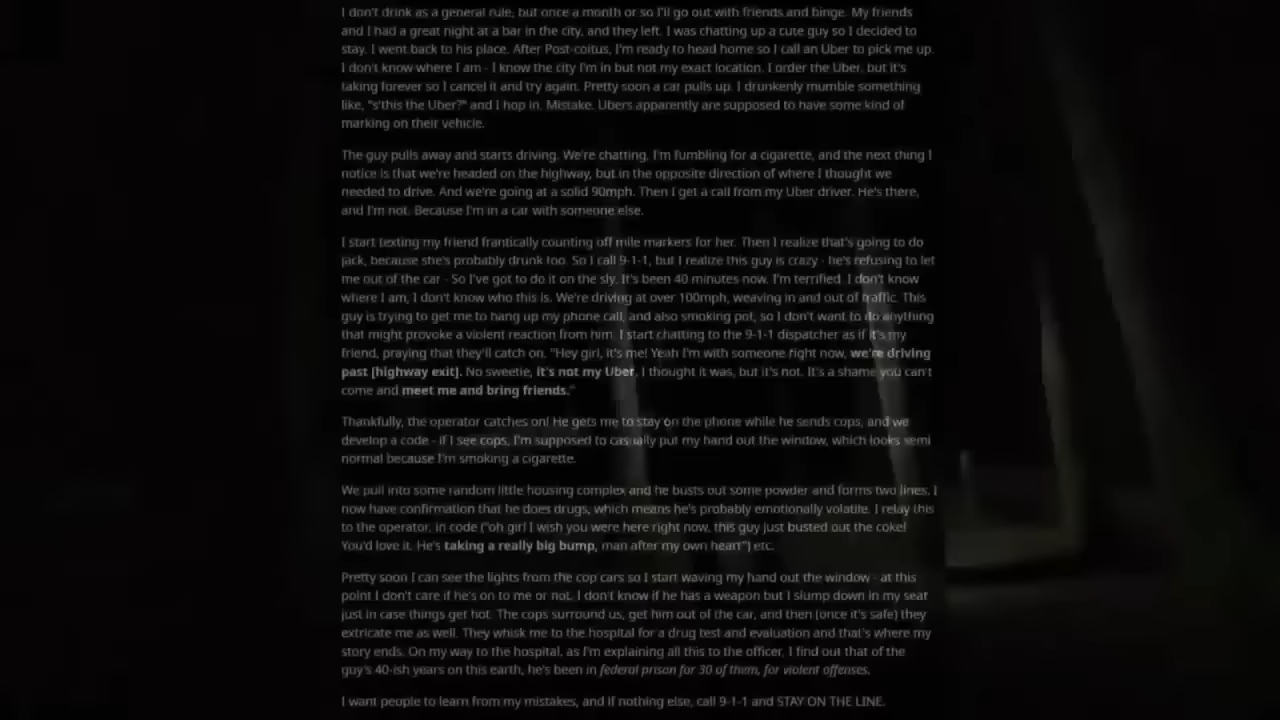 I don't drink as a general rule, but once a month or so I'll go out with friends and binge. My friends
and I had a great night at a bar in the city, and they left. I was chatting up a cute guy so I decided to
stay. I went back to his place. After Post-coitus, I'm ready to head home so I call an Uber to pick me up.
I don't know where I am - I know the city I'm in but not my exact location. I order the Uber, but it's
taking forever so I cancel it and try again. Pretty soon a car pulls up. I drunkenly mumble something
like, "s'this the Uber?" and I hop in. Mistake. Ubers apparently are supposed to have some kind of
marking on their vehicle.
The guy pulls away and starts driving. We're chatting, I'm fumbling for a cigarette, and the next thing I
notice is that we're headed on the highway, but in the opposite direction of where I thought we
needed to drive. And we're going at a solid 90mph. Then I get a call from my Uber driver. He's there,
and I'm not. Because I'm in a car with someone else.
I start texting my friend frantically counting off mile markers for her. Then I realize that's going to do
jack, because she's probably drunk too. So I call 9-1-1, but I realize this guy is crazy - he's refusing to let
me out of the car - So I've got to do it on the sly. It's been 40 minutes now. I'm terrified. I don't know
where I am, I don't know who this is. We're driving at over 100mph, weaving in and out of traffic. This
guy is trying to get me to hang up my phone call, and also smoking pot, so I don't want to do anything
that might provoke a violent reaction from him. I start chatting to the 9-1-1 dispatcher as if it's my
friend, praying that they'll catch on. "Hey girl, it's me! Yeah I'm with someone right now, we're driving
past [highway exit]. No sweetie, it's not my Uber, I thought it was, but it's not. It's a shame you can't
come and meet me and bring friends."
Thankfully, the operator catches on! He gets me to stay on the phone while he sends cops, and we
develop a code - if I see cops, I'm supposed to casually put my hand out the window, which looks semi
normal because I'm smoking a cigarette.
We pull into some random little housing complex and he busts out some powder and forms two lines. I
now have confirmation that he does drugs, which means he's probably emotionally volatile. I relay this
to the operator, in code ("oh girl I wish you were here right now, this guy just busted out the coke!
You'd love it. He's taking a really big bump, man after my own heart") etc.
Pretty soon I can see the lights from the cop cars so I start waving my hand out the window - at this
point I don't care if he's on to me or not. I don't know if he has a weapon but I slump down in my seat
just in case things get hot. The cops surround us, get him out of the car, and then (once it's safe) they
extricate me as well. They whisk me to the hospital for a drug test and evaluation and that's where my
story ends. On my way to the hospital, as I'm explaining all this to the officer, I find out that of the
guy's 40-ish years on this earth, he's been in federal prison for 30 of them, for violent offenses.
I want people to learn from my mistakes, and if nothing else, call 9-1-1 and STAY ON THE LINE.